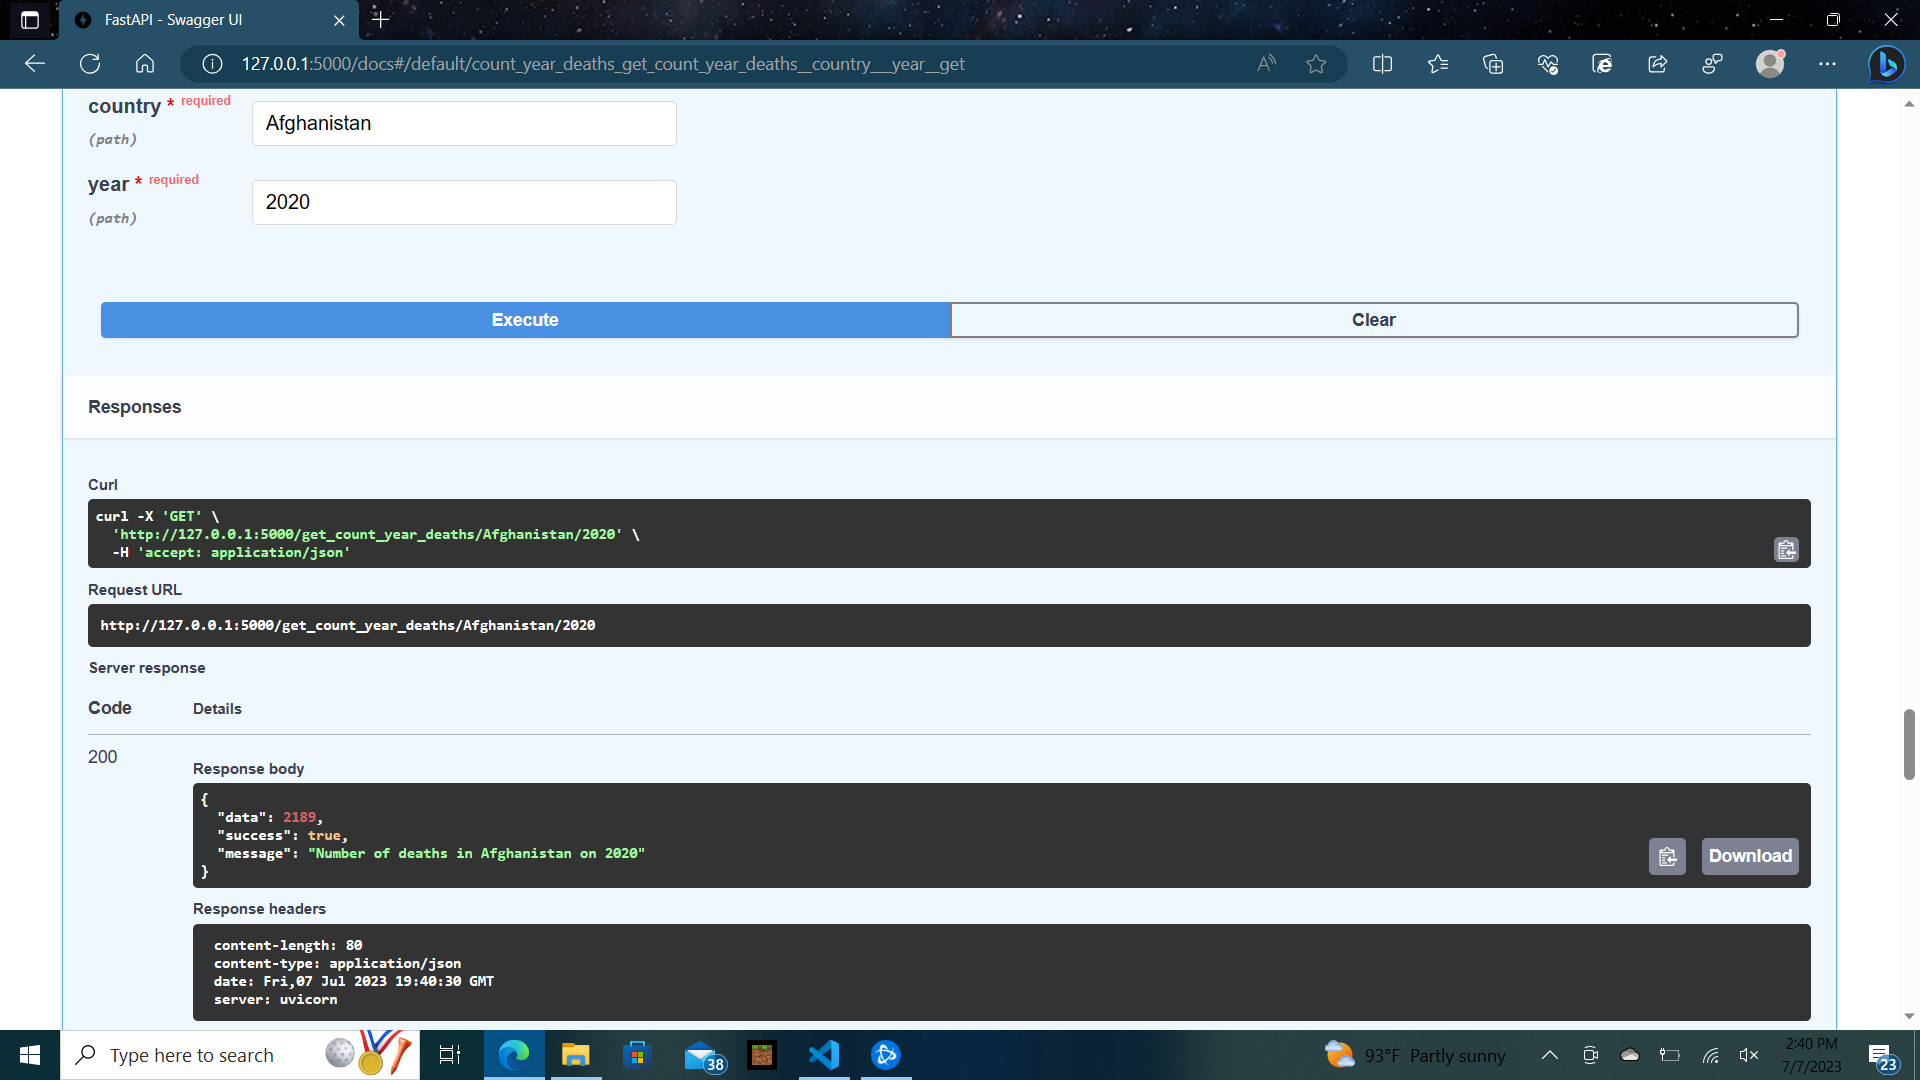 FastAPI - Swagger UI
127.0.0.1:5000/docs#/default/count_year_deaths_get_count_year_deaths__country___year__get
country * required
(path)
Afghanistan
year * required
(path)
2020
Execute
Clear
Responses
Curl
curl -X 'GET' \
'http://127.0.0.1:5000/get_count_year_deaths/Afghanistan/2020' \
-H 'accept: application/json'
Request URL
http://127.0.0.1:5000/get_count_year_deaths/Afghanistan/2020
Server response
Code Details
200
Response body
{
"data": 2189,
"success": true,
"message": "Number of deaths in Afghanistan on 2020"
}
Download
Response headers
content-length: 80
content-type: application/json
date: Fri,07 Jul 2023 19:40:30 GMT
server: uvicorn
Type here to search
38
93°F Partly sunny
2:40 PM
7/7/2023
23